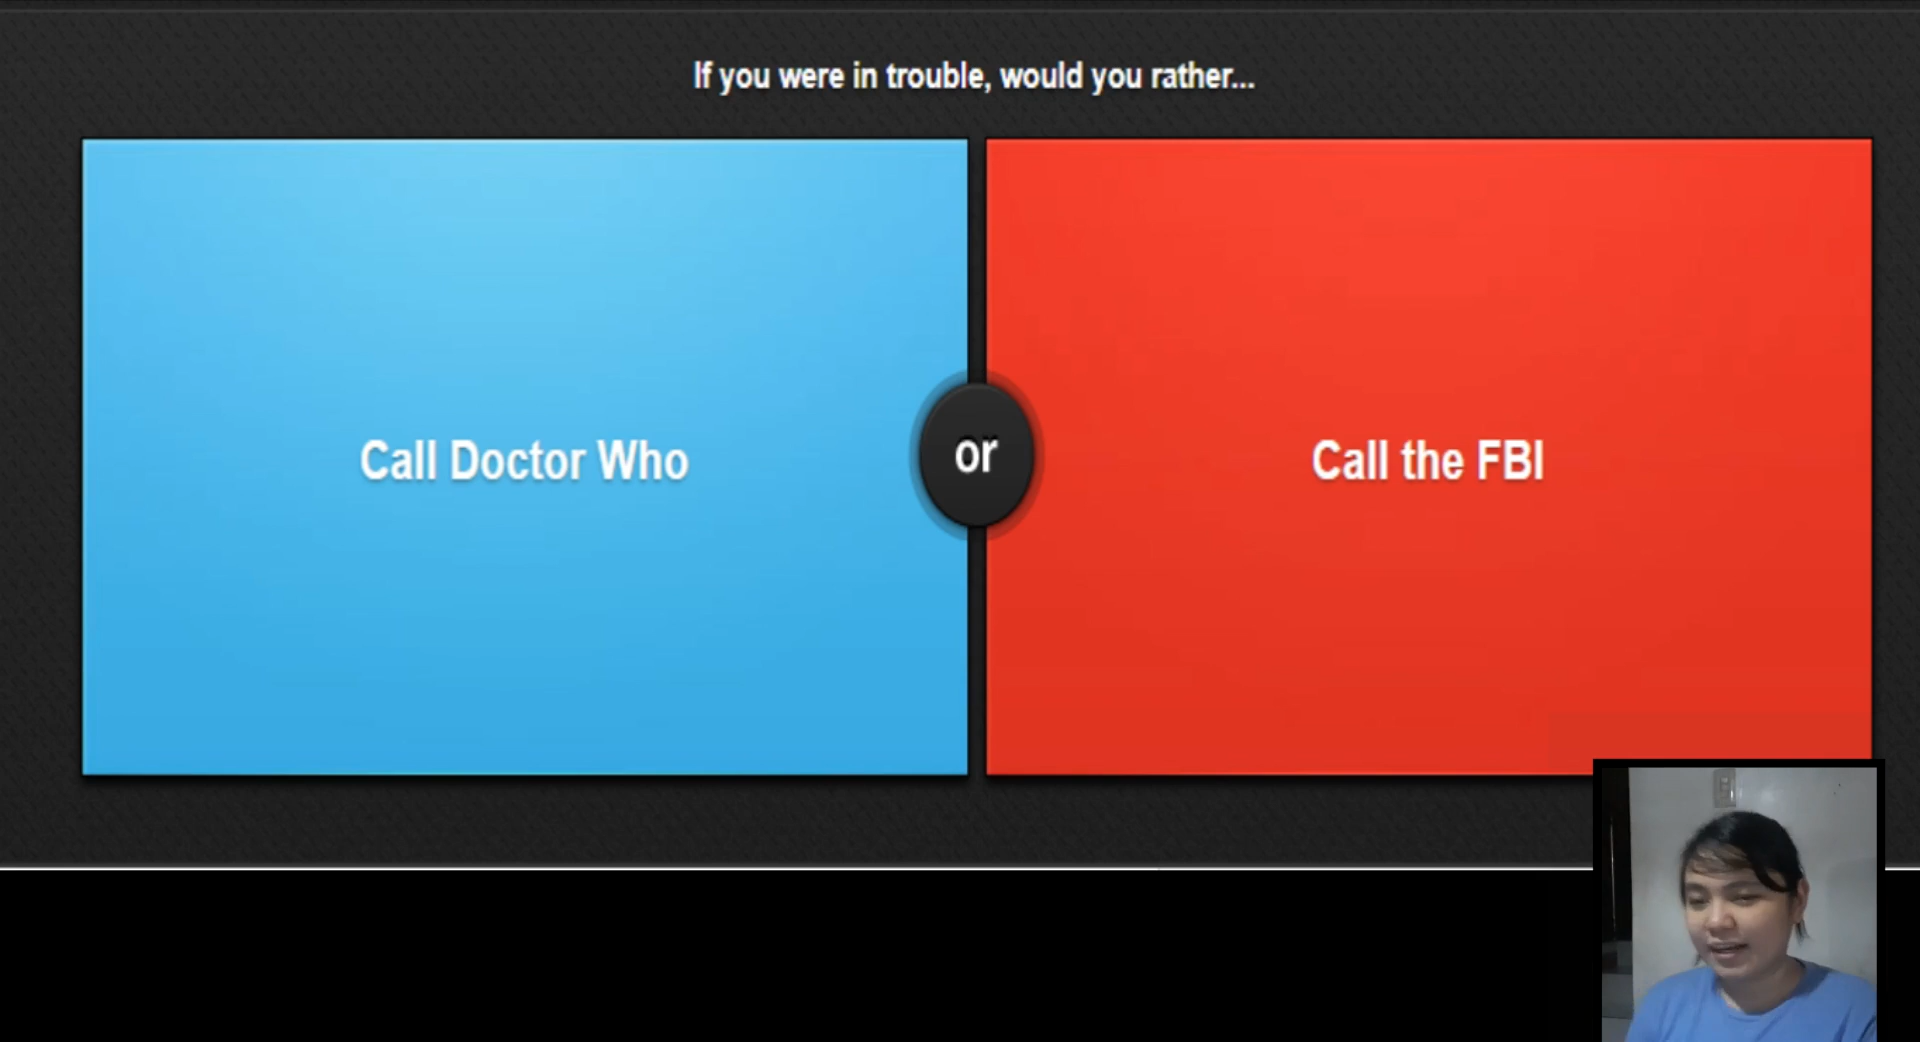 If you were in trouble, would you rather...
Call Doctor Who
or
Call the FBI